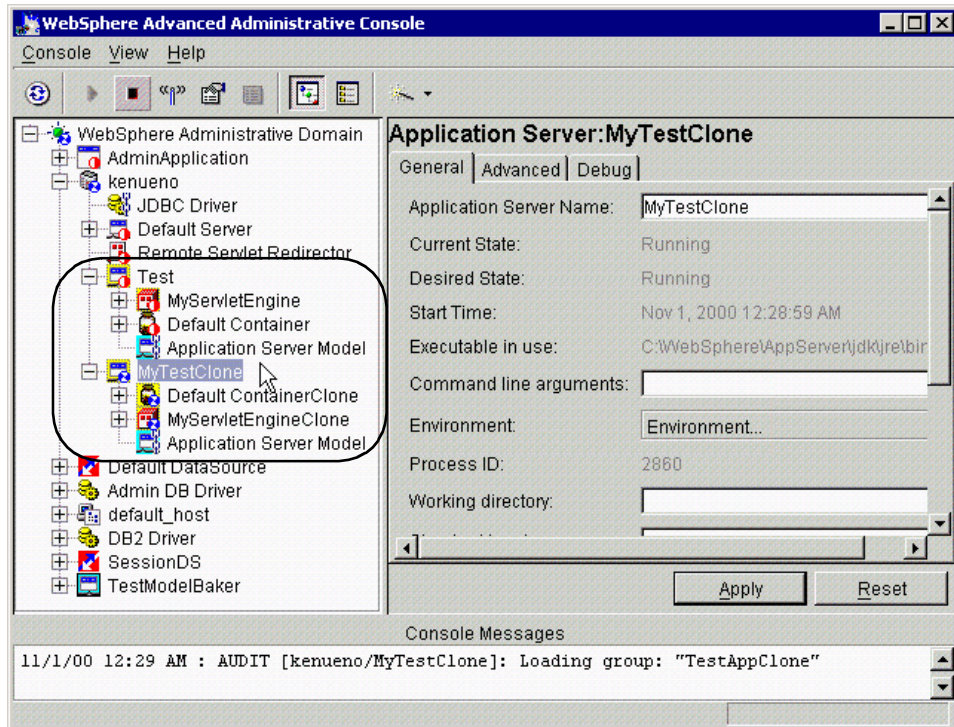 WebSphere Advanced Administrative Console
Console View Help
WebSphere Administrative Domain
AdminApplication
kenueno
JDBC Driver
Default Server
Remote Servlet Redirector
Test
MyServletEngine
Default Container
Application Server Model
MyTestClone
Default ContainerClone
MyServletEngineClone
Application Server Model
Default DataSource
Admin DB Driver
default_host
DB2 Driver
SessionDS
TestModelBaker
Application Server:MyTestClone
General Advanced Debug
Application Server Name: MyTestClone
Current State: Running
Desired State: Running
Start Time: Nov 1, 2000 12:28:59 AM
Executable in use: C:\WebSphere\AppServer\jdk\jre\bin
Command line arguments:
Environment: Environment...
Process ID: 2860
Working directory:
Apply Reset
Console Messages
11/1/00 12:29 AM : AUDIT [kenueno/MyTestClone]: Loading group: "TestAppClone"